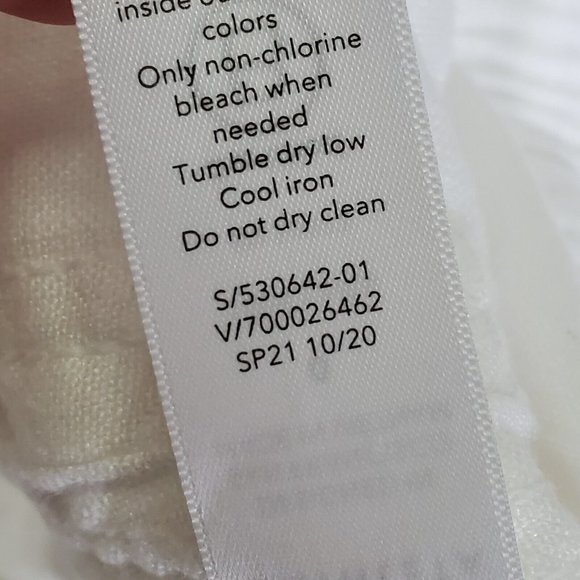 inside
colors
Only non-chlorine
bleach when
needed
Tumble dry low
Cool iron
Do not dry clean
S/530642-01
V/700026462
SP21 10/20